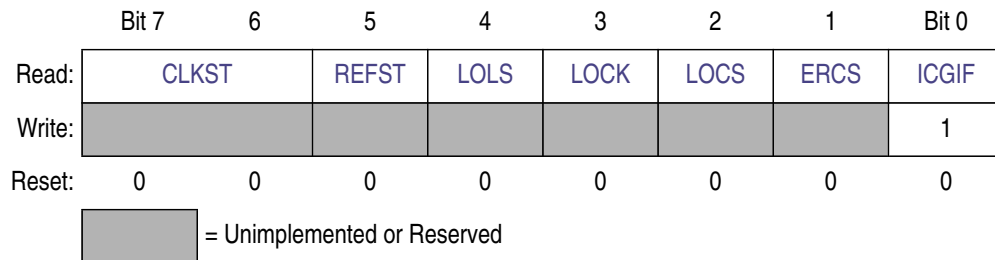 Bit 7 6 5 4 3 2 1 Bit 0
Read: CLKST REFST LOLS LOCK LOCS ERCS ICGIF
Write: 1
Reset: 0 0 0 0 0 0 0 0
= Unimplemented or Reserved